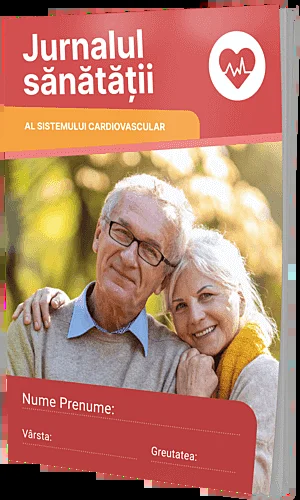 Jurnalul
sănătății
AL SISTEMULUI CARDIOVASCULAR
Nume Prenume:
Vârsta:
Greutatea: